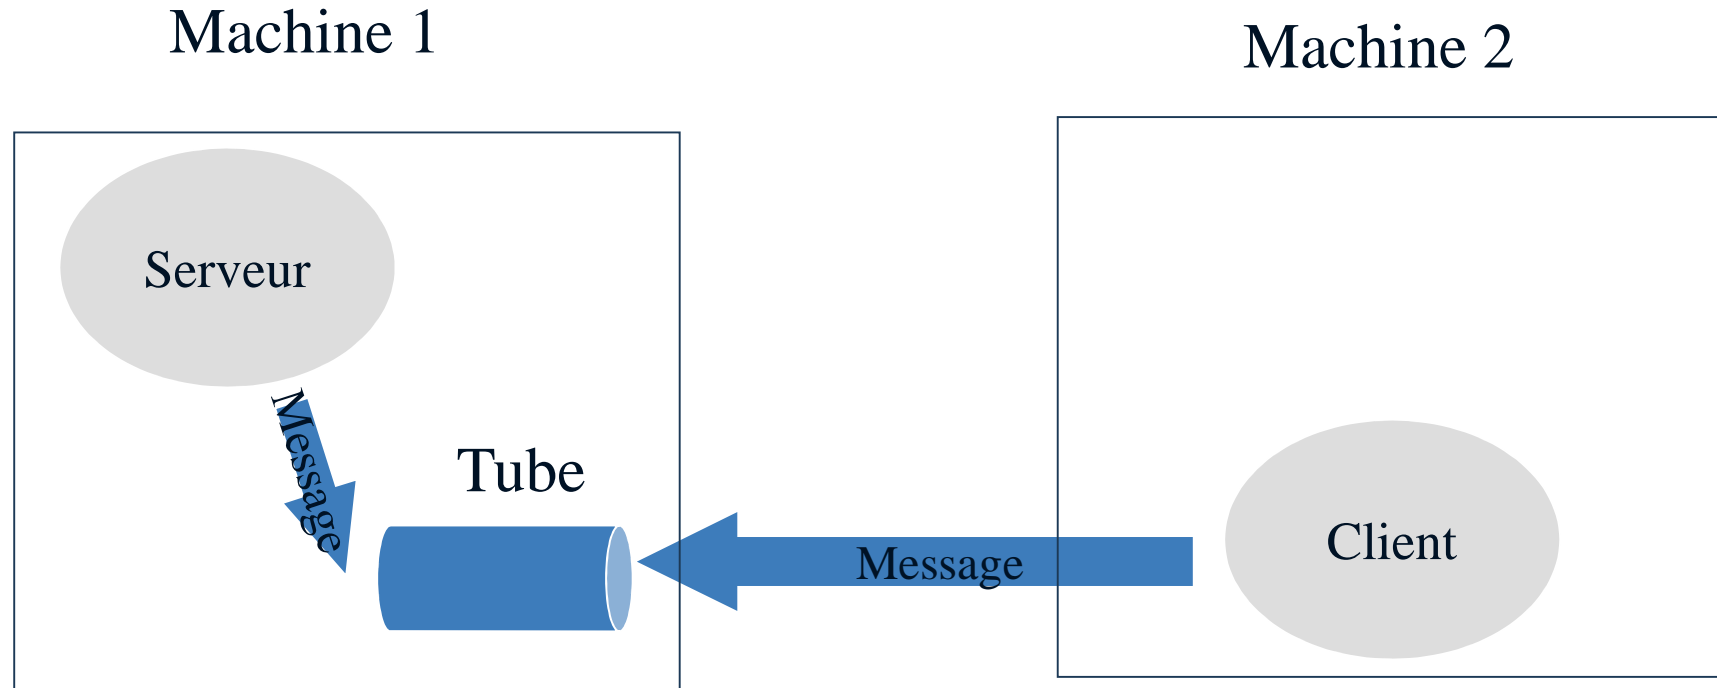 Machine 1
Machine 2
Serveur
Message
Tube
Message
Client